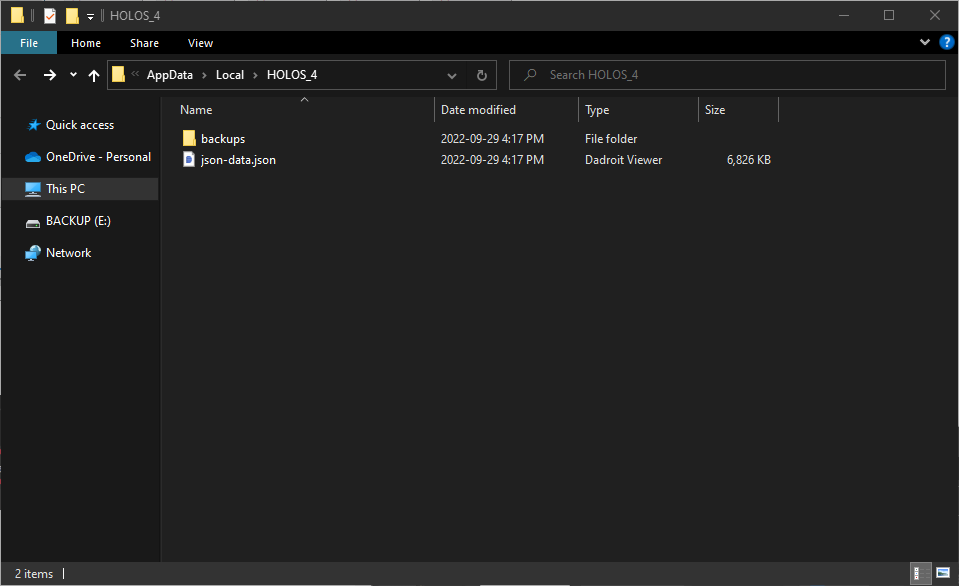 HOLOS_4
File Home Share View
AppData Local HOLOS_4 Search HOLOS_4
Name Date modified Type Size
Quick access
OneDrive - Personal
This PC
BACKUP (E:)
Network
backups 2022-09-29 4:17 PM File folder
json-data.json 2022-09-29 4:17 PM Dadroit Viewer 6,826 KB
2 items